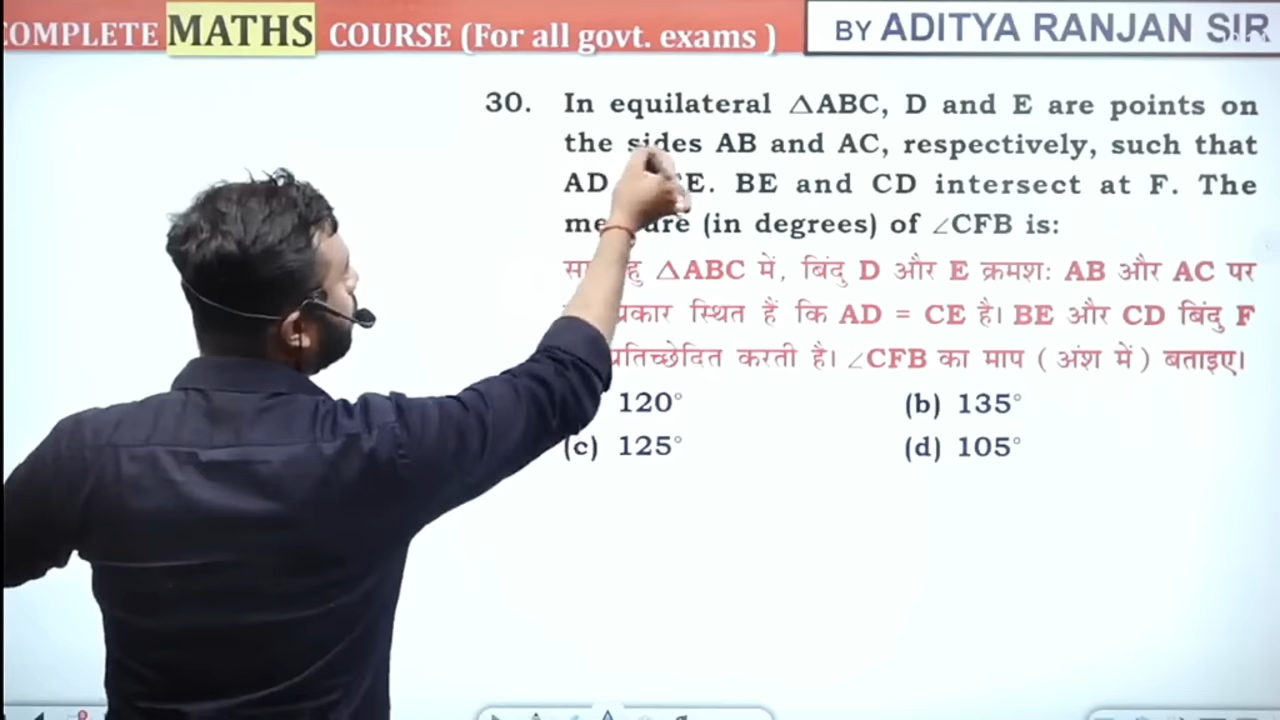 COMPLETE MATHS COURSE (For all govt. exams )
BY ADITYA RANJAN SIR
30. In equilateral △ABC, D and E are points on
the sides AB and AC, respectively, such that
AD E. BE and CD intersect at F. The
(in degrees) of ∠CFB is:
△ABC में, बिंदु D और E क्रमशः AB और AC पर
प्रकार स्थित हैं कि AD = CE है। BE और CD बिंदु F
प्रतिच्छेदित करती है। ∠CFB का माप ( अंश में ) बताइए।
120° (b) 135°
(c) 125° (d) 105°